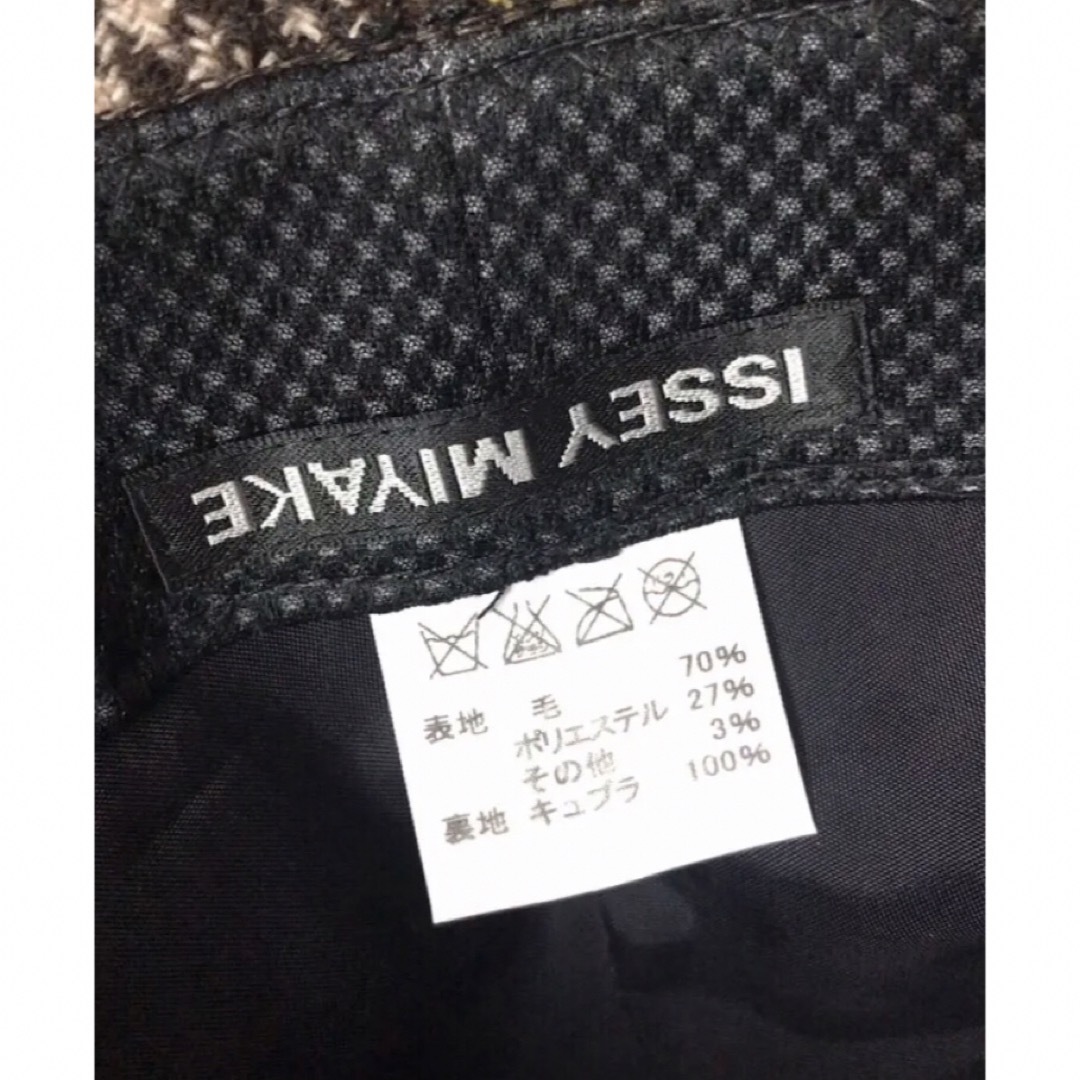 ISSEY MIYAKE
表地 毛 70%
ポリエステル 27%
その他 3%
裏地 キュプラ 100%